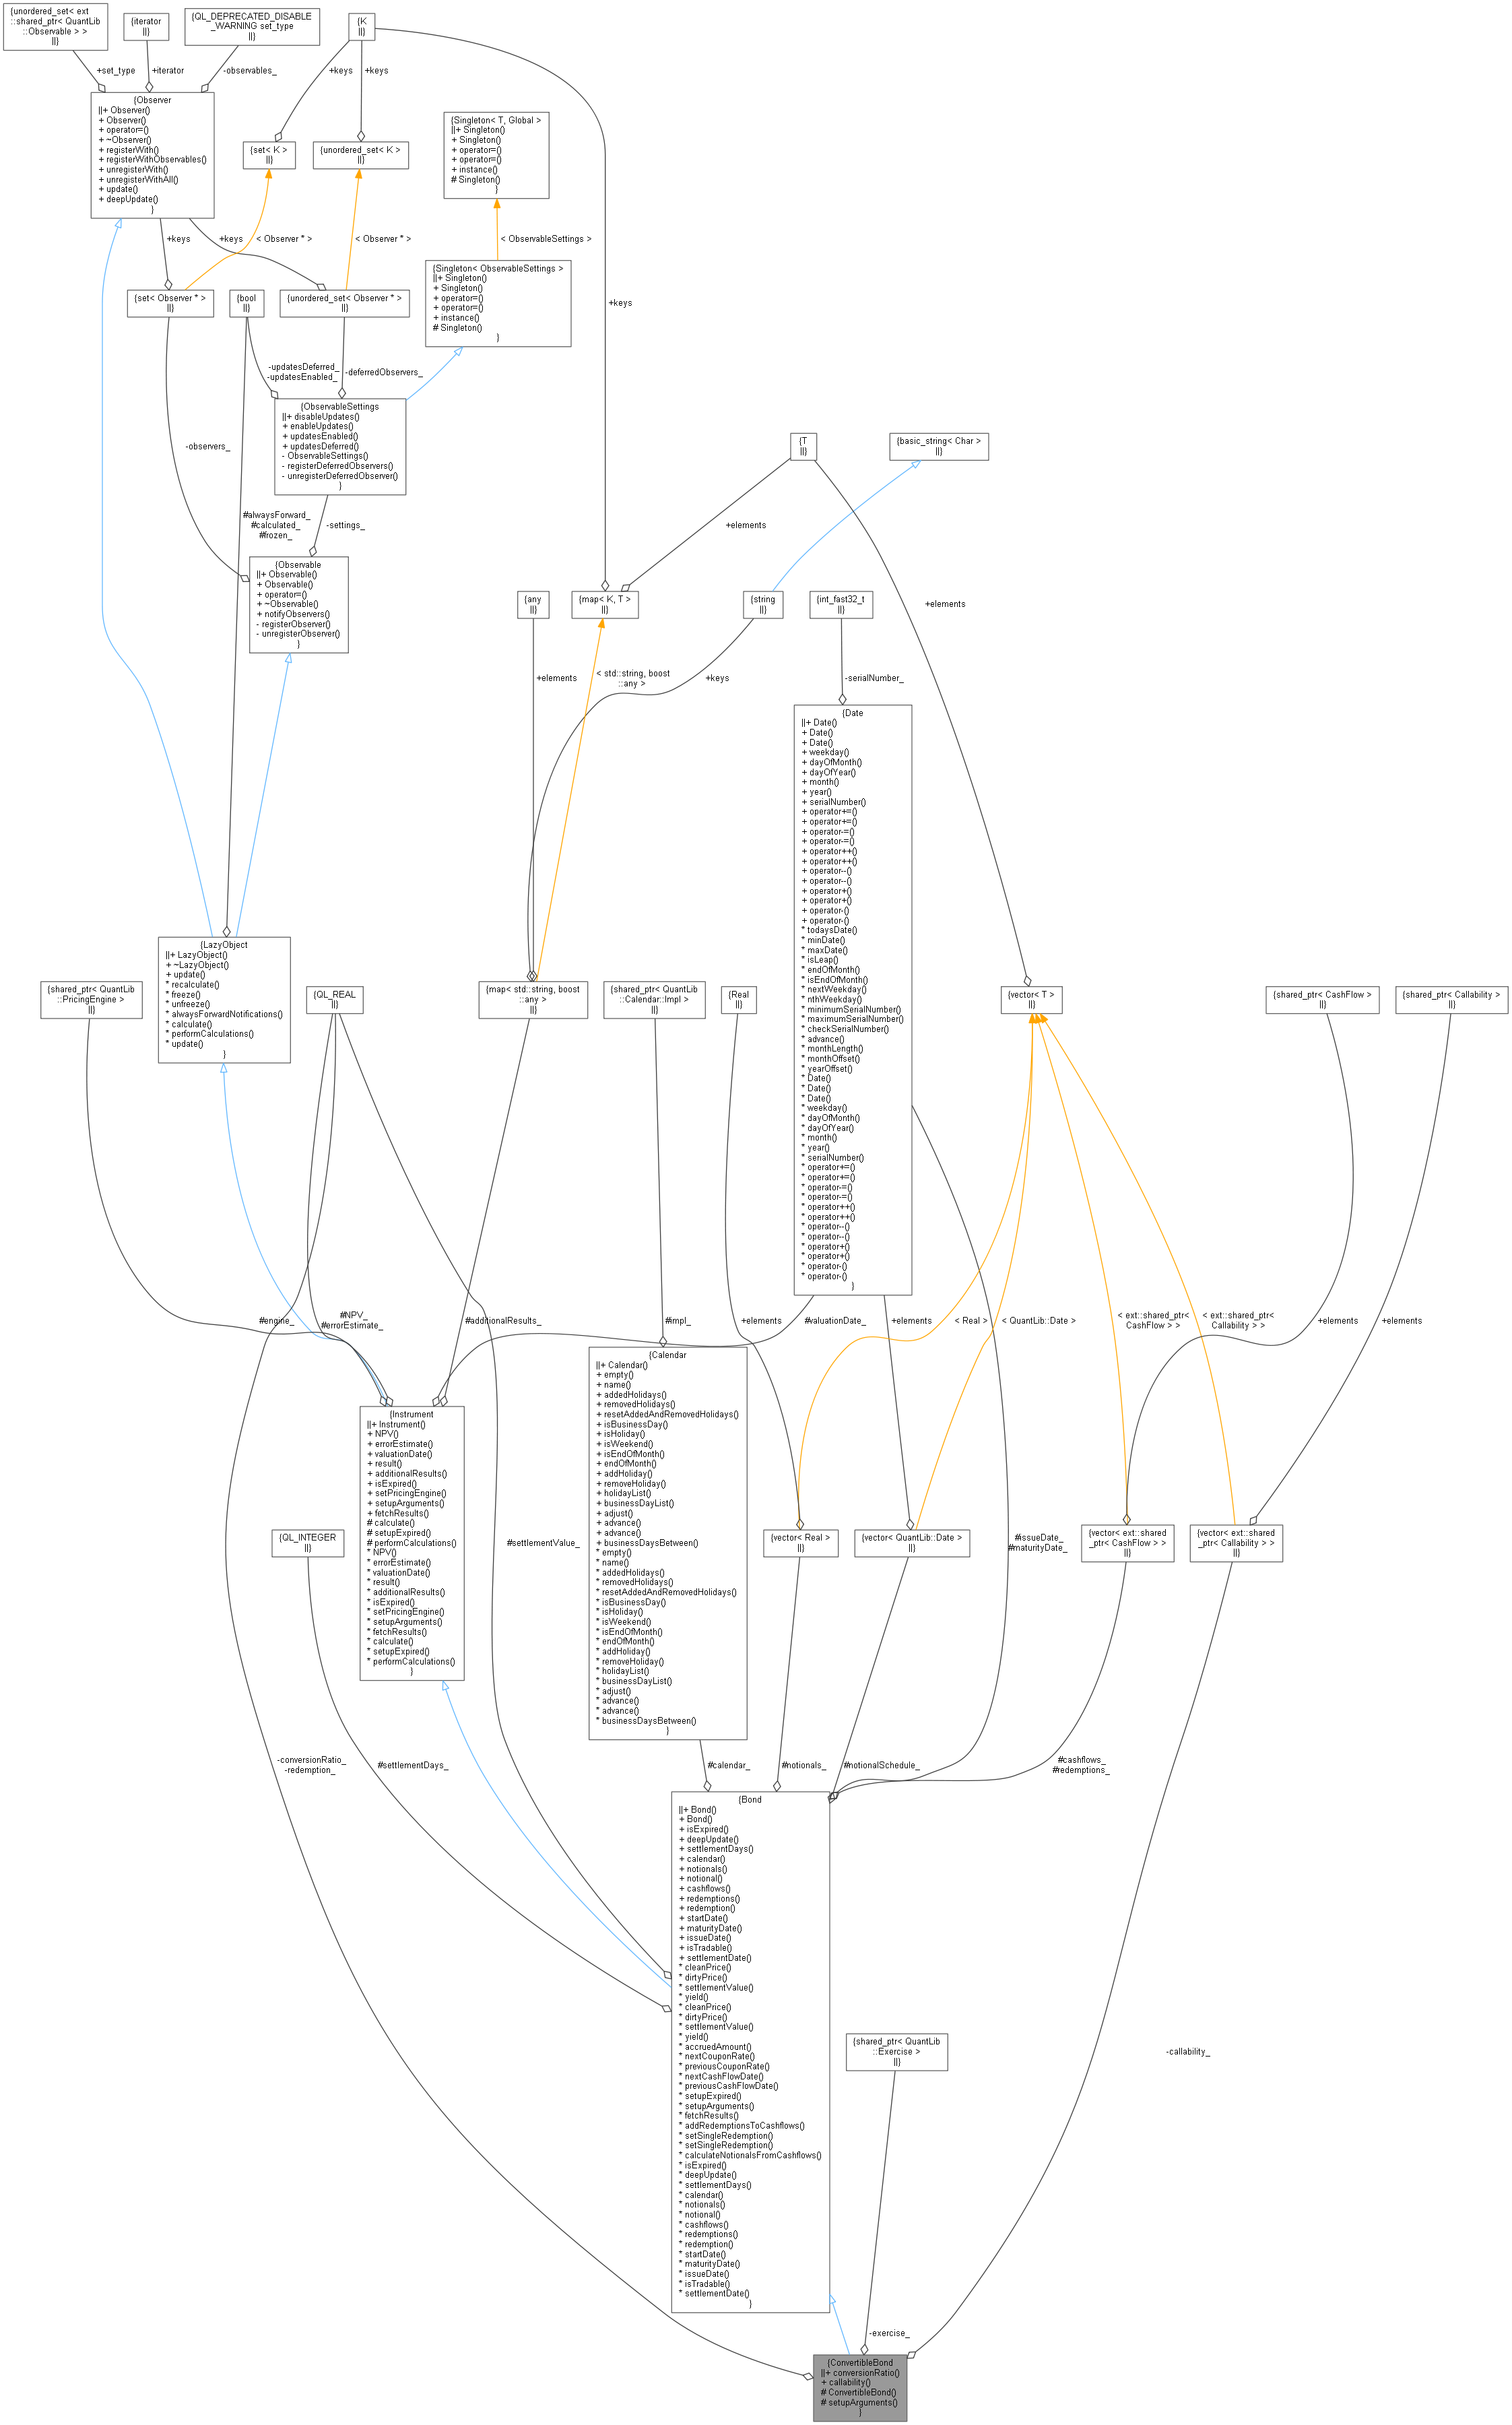 {unordered_set< ext
::shared_ptr< QuantLib
::Observable > >
||}
{iterator
||}
{QL_DEPRECATED_DISABLE
_WARNING set_type
||}
{K
||}
+set_type
+iterator
-observables_
+keys
+keys
{Observer
||+ Observer()
+ Observer()
+ operator=()
+ ~Observer()
+ registerWith()
+ registerWithObservables()
+ unregisterWith()
+ unregisterWithAll()
+ update()
+ deepUpdate()
}
{set< K >
||}
{unordered_set< K >
||}
{Singleton< T, Global >
||+ Singleton()
+ Singleton()
+ operator=()
+ operator=()
+ instance()
# Singleton()
}
+keys
+keys
< Observer * >
< Observer * >
< ObservableSettings >
{set< Observer * >
||}
{bool
||}
{unordered_set< Observer * >
||}
{Singleton< ObservableSettings >
||+ Singleton()
+ Singleton()
+ operator=()
+ operator=()
+ instance()
# Singleton()
}
+keys
-updatesDeferred_
-updatesEnabled_
-deferredObservers_
{ObservableSettings
||+ disableUpdates()
+ enableUpdates()
+ updatesEnabled()
+ updatesDeferred()
- ObservableSettings()
- registerDeferredObservers()
- unregisterDeferredObserver()
}
-observers_
{T
||}
{basic_string< Char >
||}
#alwaysForward_
#calculated_
#frozen_
-settings_
+elements
+elements
{Observable
||+ Observable()
+ Observable()
+ operator=()
+ ~Observable()
+ notifyObservers()
- registerObserver()
- unregisterObserver()
}
{any
||}
{map< K, T >
||}
{string
||}
{int_fast32_t
||}
+elements
< std::string, boost
::any >
+keys
-serialNumber_
{Date
||+ Date()
+ Date()
+ Date()
+ weekday()
+ dayOfMonth()
+ dayOfYear()
+ month()
+ year()
+ serialNumber()
+ operator+=()
+ operator+=()
+ operator-=()
+ operator-=()
+ operator++()
+ operator++()
+ operator--()
+ operator--()
+ operator+()
+ operator+()
+ operator-()
+ operator-()
* todaysDate()
* minDate()
* maxDate()
* isLeap()
* endOfMonth()
* isEndOfMonth()
* nextWeekday()
* nthWeekday()
* minimumSerialNumber()
* maximumSerialNumber()
* checkSerialNumber()
* advance()
* monthLength()
* monthOffset()
* yearOffset()
* Date()
* Date()
* Date()
* weekday()
* dayOfMonth()
* dayOfYear()
* month()
* year()
* serialNumber()
* operator+=()
* operator+=()
* operator-=()
* operator-=()
* operator++()
* operator++()
* operator--()
* operator--()
* operator+()
* operator+()
* operator-()
* operator-()
}
{LazyObject
||+ LazyObject()
+ ~LazyObject()
+ update()
* recalculate()
* freeze()
* unfreeze()
* alwaysForwardNotifications()
* calculate()
* performCalculations()
* update()
}
{shared_ptr< QuantLib
::PricingEngine >
||}
{QL_REAL
||}
{map< std::string, boost
::any >
||}
{shared_ptr< QuantLib
::Calendar::Impl >
||}
{Real
||}
{vector< T >
||}
{shared_ptr< CashFlow >
||}
{shared_ptr< Callability >
||}
#engine_
#NPV_
#errorEstimate_
#additionalResults_
#impl_
+elements
#valuationDate_
+elements
< Real >
< QuantLib::Date >
< ext::shared_ptr<
CashFlow > >
< ext::shared_ptr<
Callability > >
+elements
+elements
{Instrument
||+ Instrument()
+ NPV()
+ errorEstimate()
+ valuationDate()
+ result()
+ additionalResults()
+ isExpired()
+ setPricingEngine()
+ setupArguments()
+ fetchResults()
# calculate()
# setupExpired()
# performCalculations()
* NPV()
* errorEstimate()
* valuationDate()
* result()
* additionalResults()
* isExpired()
* setPricingEngine()
* setupArguments()
* fetchResults()
* calculate()
* setupExpired()
* performCalculations()
}
{Calendar
||+ Calendar()
+ empty()
+ name()
+ addedHolidays()
+ removedHolidays()
+ resetAddedAndRemovedHolidays()
+ isBusinessDay()
+ isHoliday()
+ isWeekend()
+ isEndOfMonth()
+ endOfMonth()
+ addHoliday()
+ removeHoliday()
+ holidayList()
+ businessDayList()
+ adjust()
+ advance()
+ advance()
+ businessDaysBetween()
* empty()
* name()
* addedHolidays()
* removedHolidays()
* resetAddedAndRemovedHolidays()
* isBusinessDay()
* isHoliday()
* isWeekend()
* isEndOfMonth()
* endOfMonth()
* addHoliday()
* removeHoliday()
* holidayList()
* businessDayList()
* adjust()
* advance()
* advance()
* businessDaysBetween()
}
{QL_INTEGER
||}
#settlementValue_
{vector< Real >
||}
{vector< QuantLib::Date >
||}
#issueDate_
#maturityDate_
{vector< ext::shared
_ptr< CashFlow > >
||}
{vector< ext::shared
_ptr< Callability > >
||}
-conversionRatio_
-redemption_
#settlementDays_
#calendar_
#notionals_
#notionalSchedule_
#cashflows_
#redemptions_
{Bond
||+ Bond()
+ Bond()
+ isExpired()
+ deepUpdate()
+ settlementDays()
+ calendar()
+ notionals()
+ notional()
+ cashflows()
+ redemptions()
+ redemption()
+ startDate()
+ maturityDate()
+ issueDate()
+ isTradable()
+ settlementDate()
* cleanPrice()
* dirtyPrice()
* settlementValue()
* yield()
* cleanPrice()
* dirtyPrice()
* settlementValue()
* yield()
* accruedAmount()
* nextCouponRate()
* previousCouponRate()
* nextCashFlowDate()
* previousCashFlowDate()
* setupExpired()
* setupArguments()
* fetchResults()
* addRedemptionsToCashflows()
* setSingleRedemption()
* setSingleRedemption()
* calculateNotionalsFromCashflows()
* isExpired()
* deepUpdate()
* settlementDays()
* calendar()
* notionals()
* notional()
* cashflows()
* redemptions()
* redemption()
* startDate()
* maturityDate()
* issueDate()
* isTradable()
* settlementDate()
}
{shared_ptr< QuantLib
::Exercise >
||}
-callability_
-exercise_
{ConvertibleBond
||+ conversionRatio()
+ callability()
# ConvertibleBond()
# setupArguments()
}